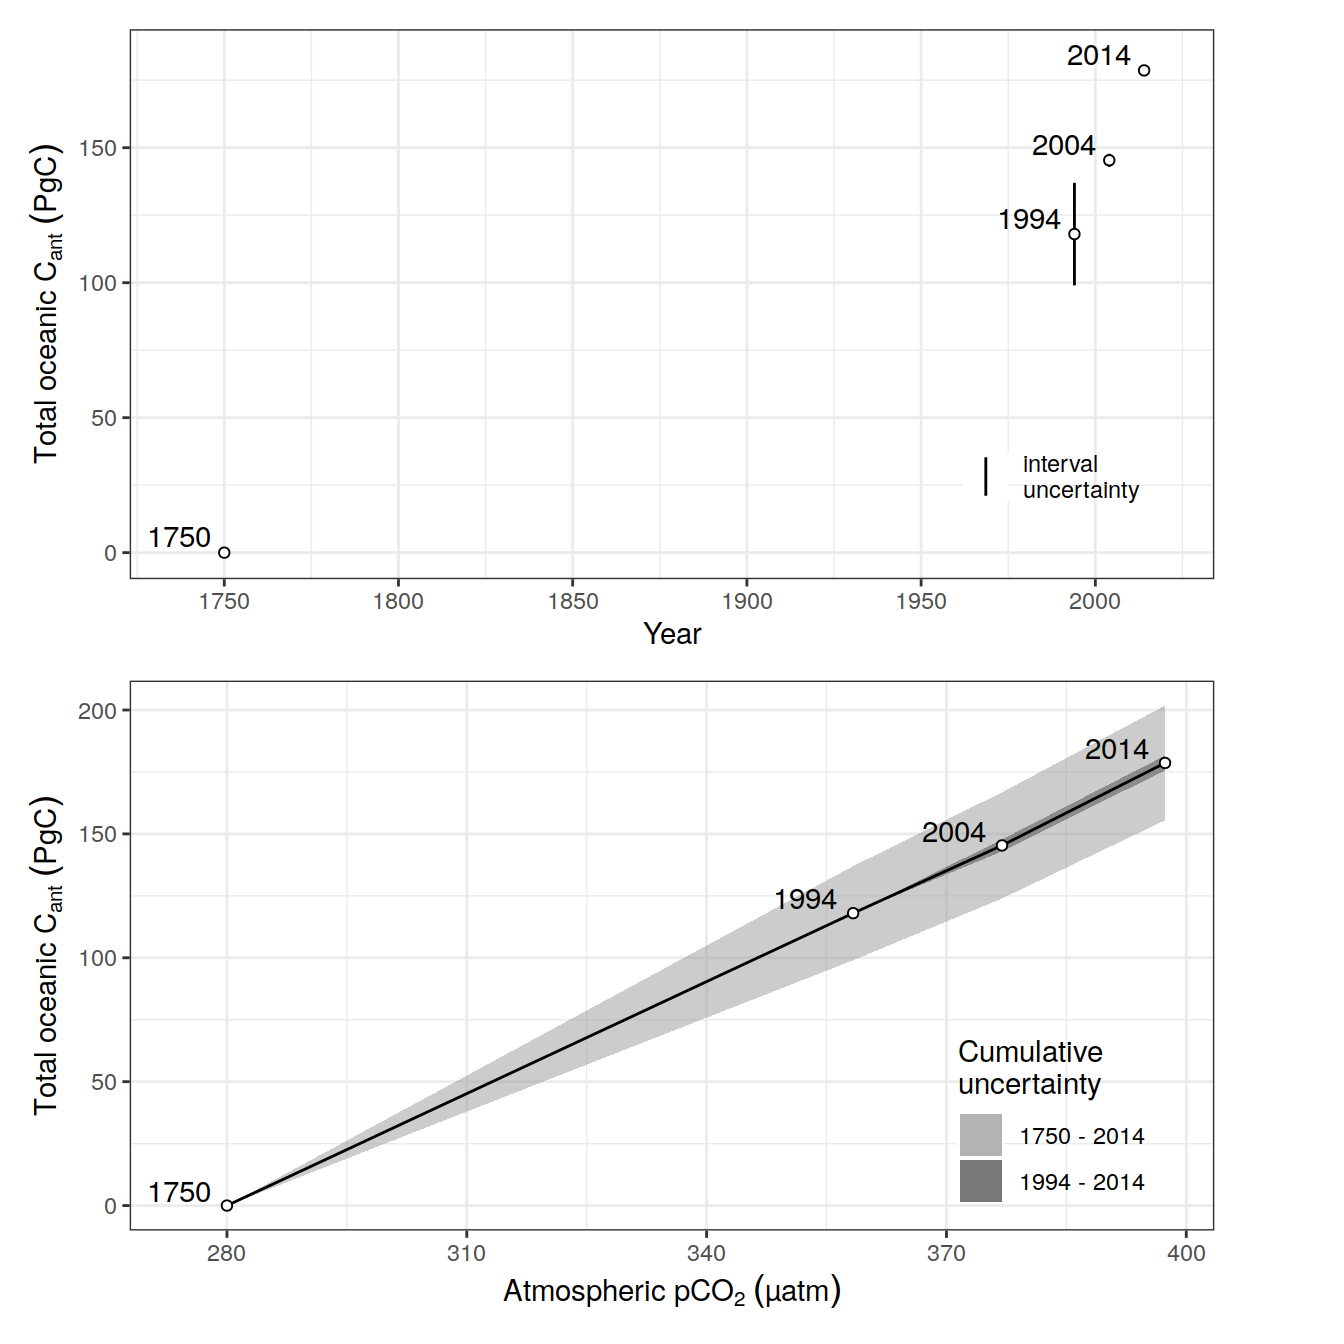 Total oceanic Cant (PgC)
150
100
50
0
2014
2004
1994
1750
interval
uncertainty
1750
1800
1850
1900
1950
2000
Year
Total oceanic Cant (PgC)
200
150
100
50
0
2014
2004
1994
1750
Cumulative
uncertainty
1750 - 2014
1994 - 2014
280
310
340
370
400
Atmospheric pCO₂ (µatm)